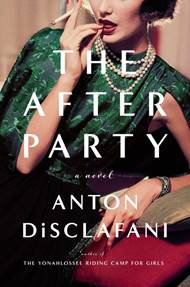 THE
AFTER
PARTY
a novel
ANTON
DiSCLAFANI
author of
THE YONAHLOSSEE RIDING CAMP FOR GIRLS